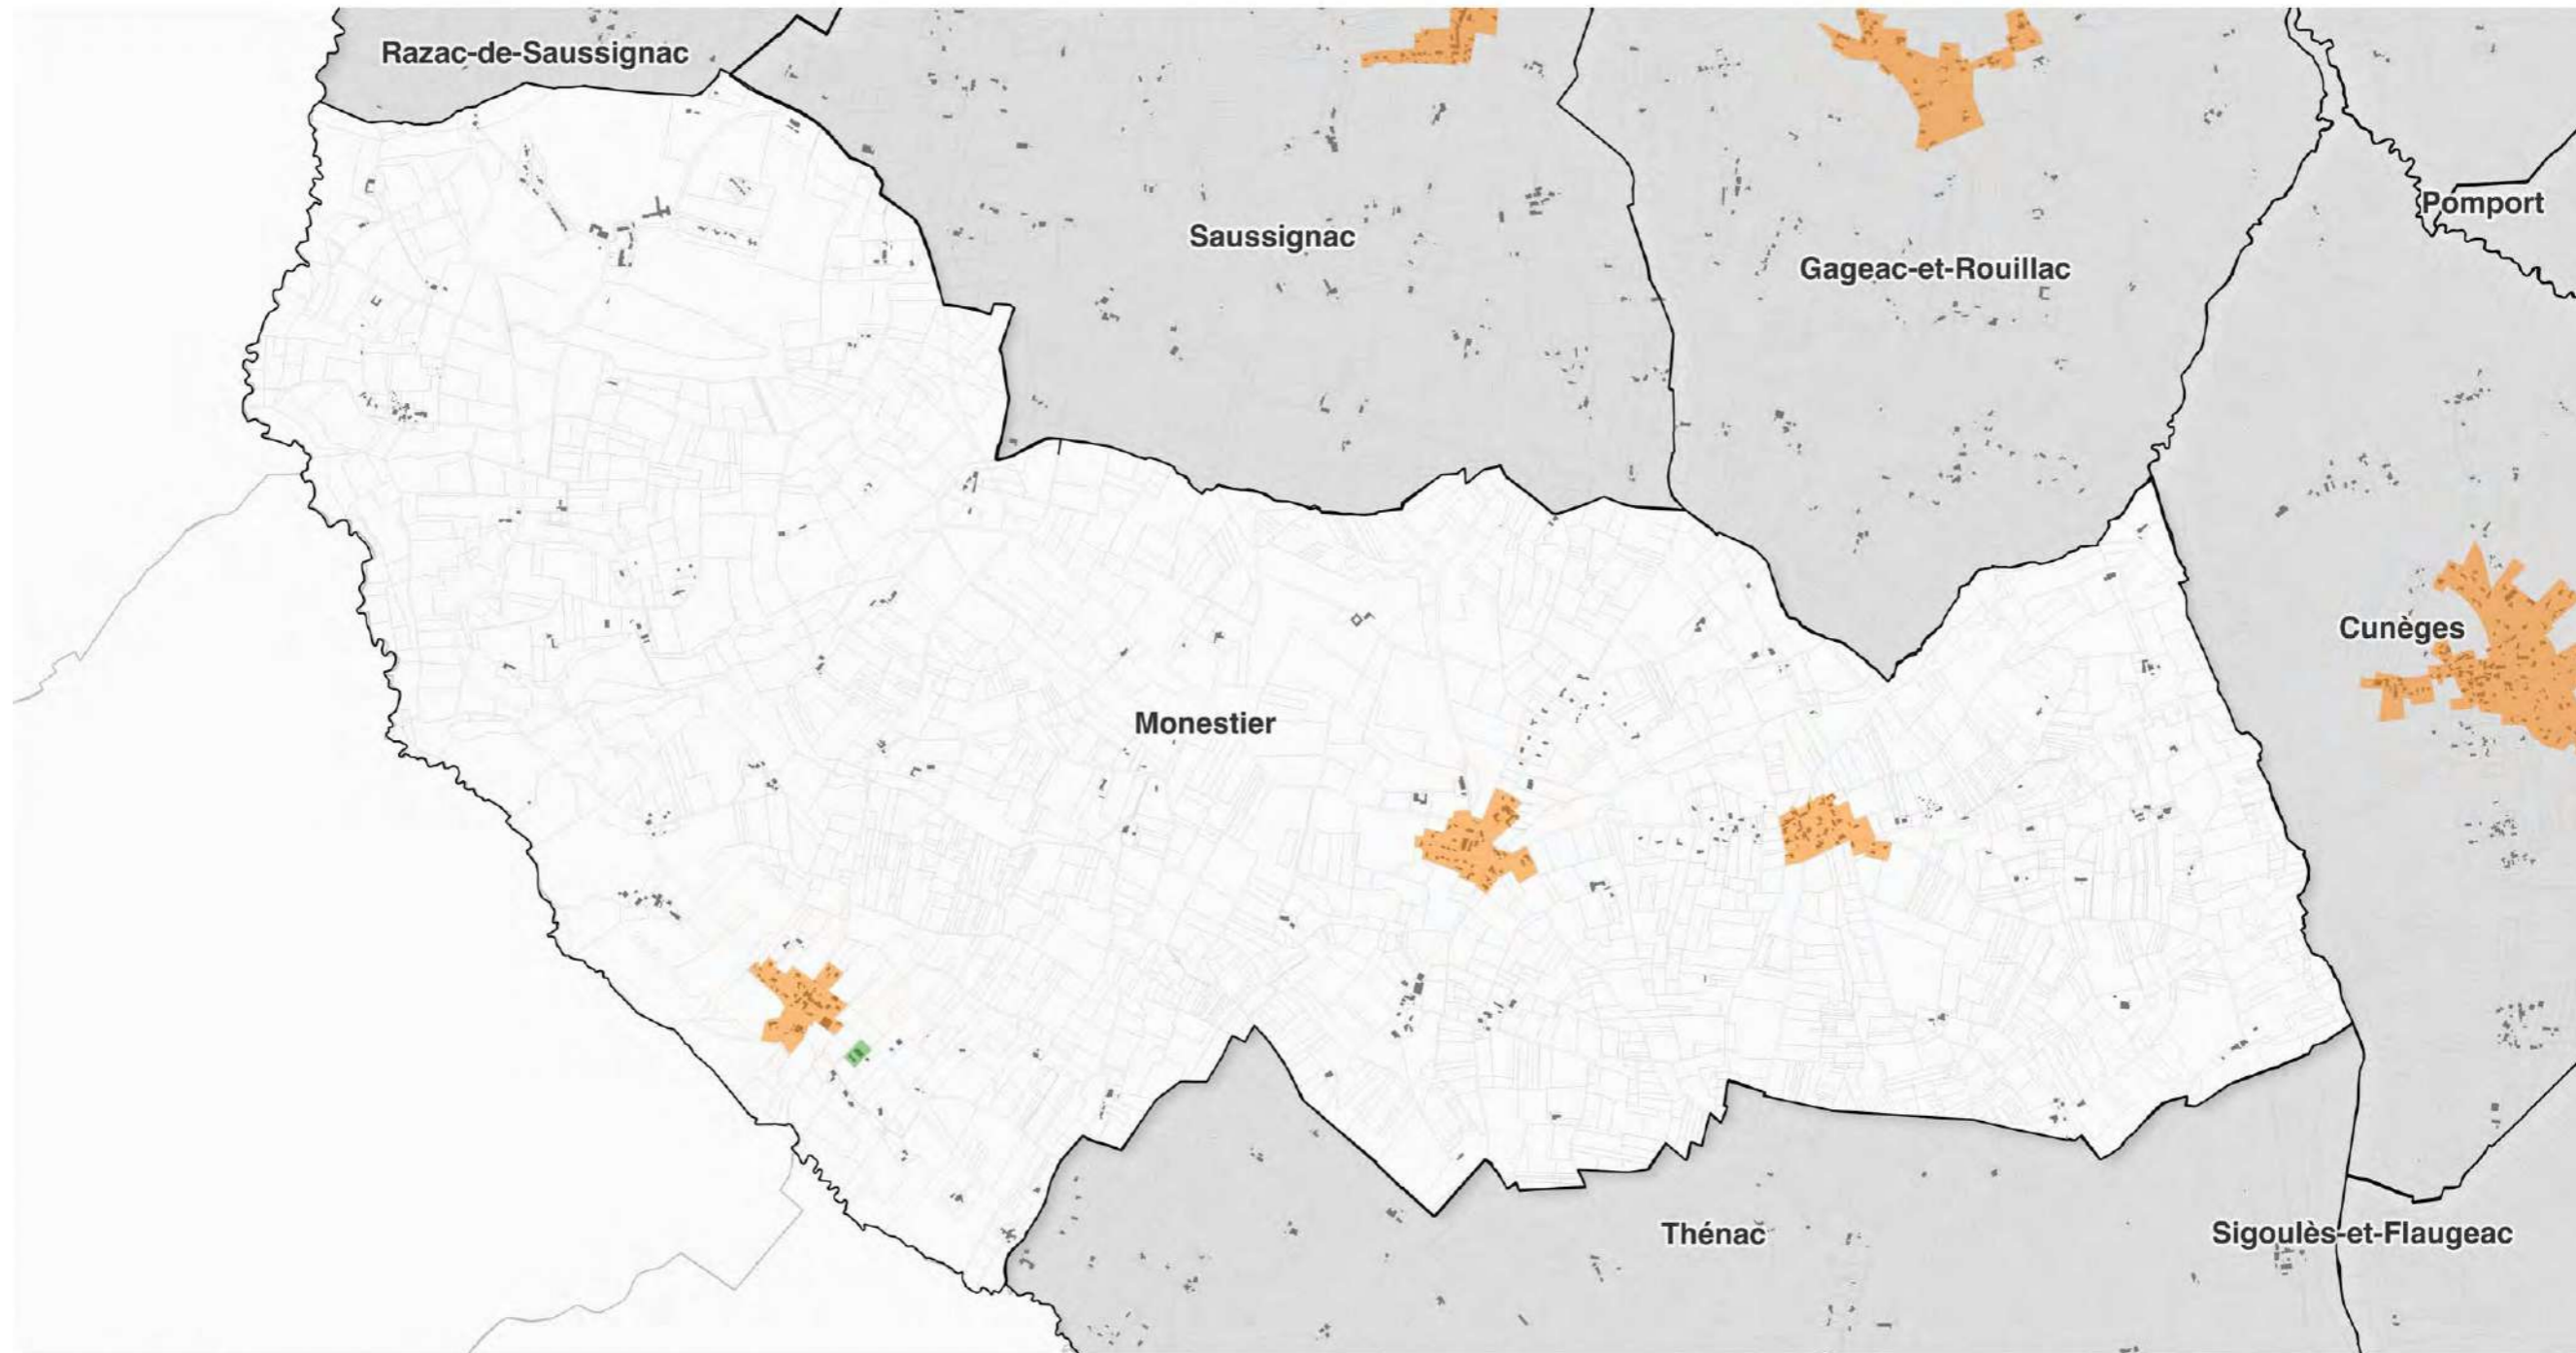 Razac-de-Saussignac
Pomport
Saussignac
Gageac-et-Rouillac
Cunèges
Monestier
Thénac
Sigoulès-et-Flaugeac